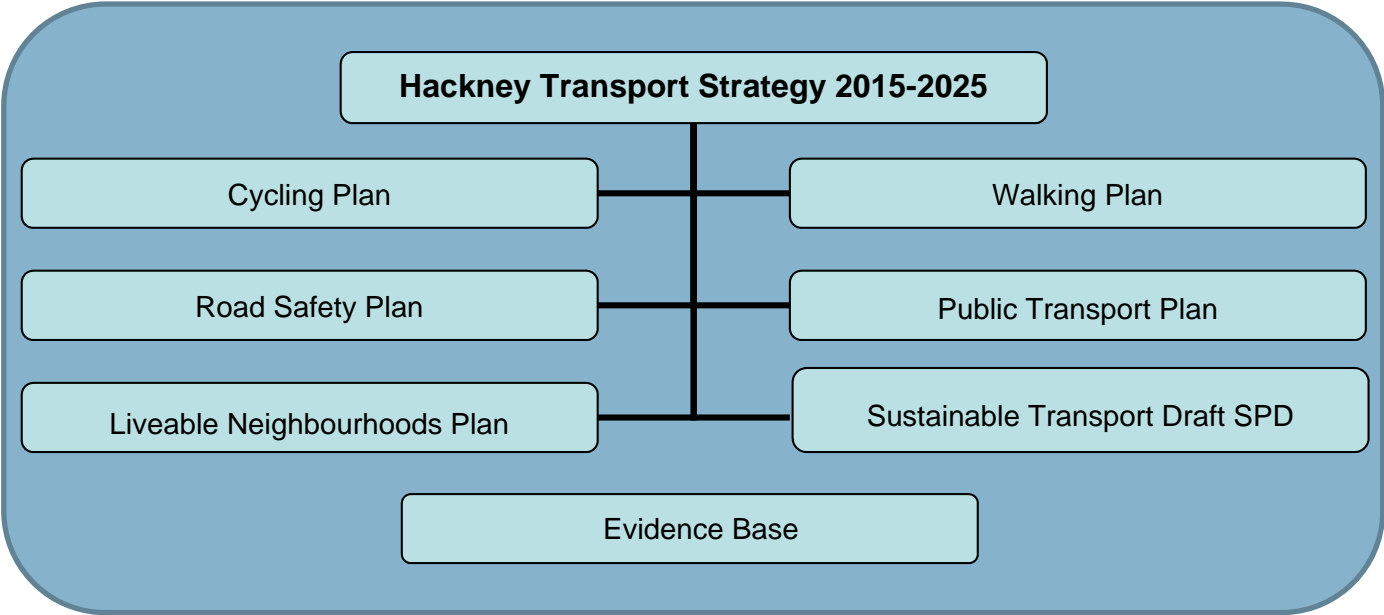 Hackney Transport Strategy 2015-2025
Cycling Plan
Walking Plan
Road Safety Plan
Public Transport Plan
Liveable Neighbourhoods Plan
Sustainable Transport Draft SPD
Evidence Base